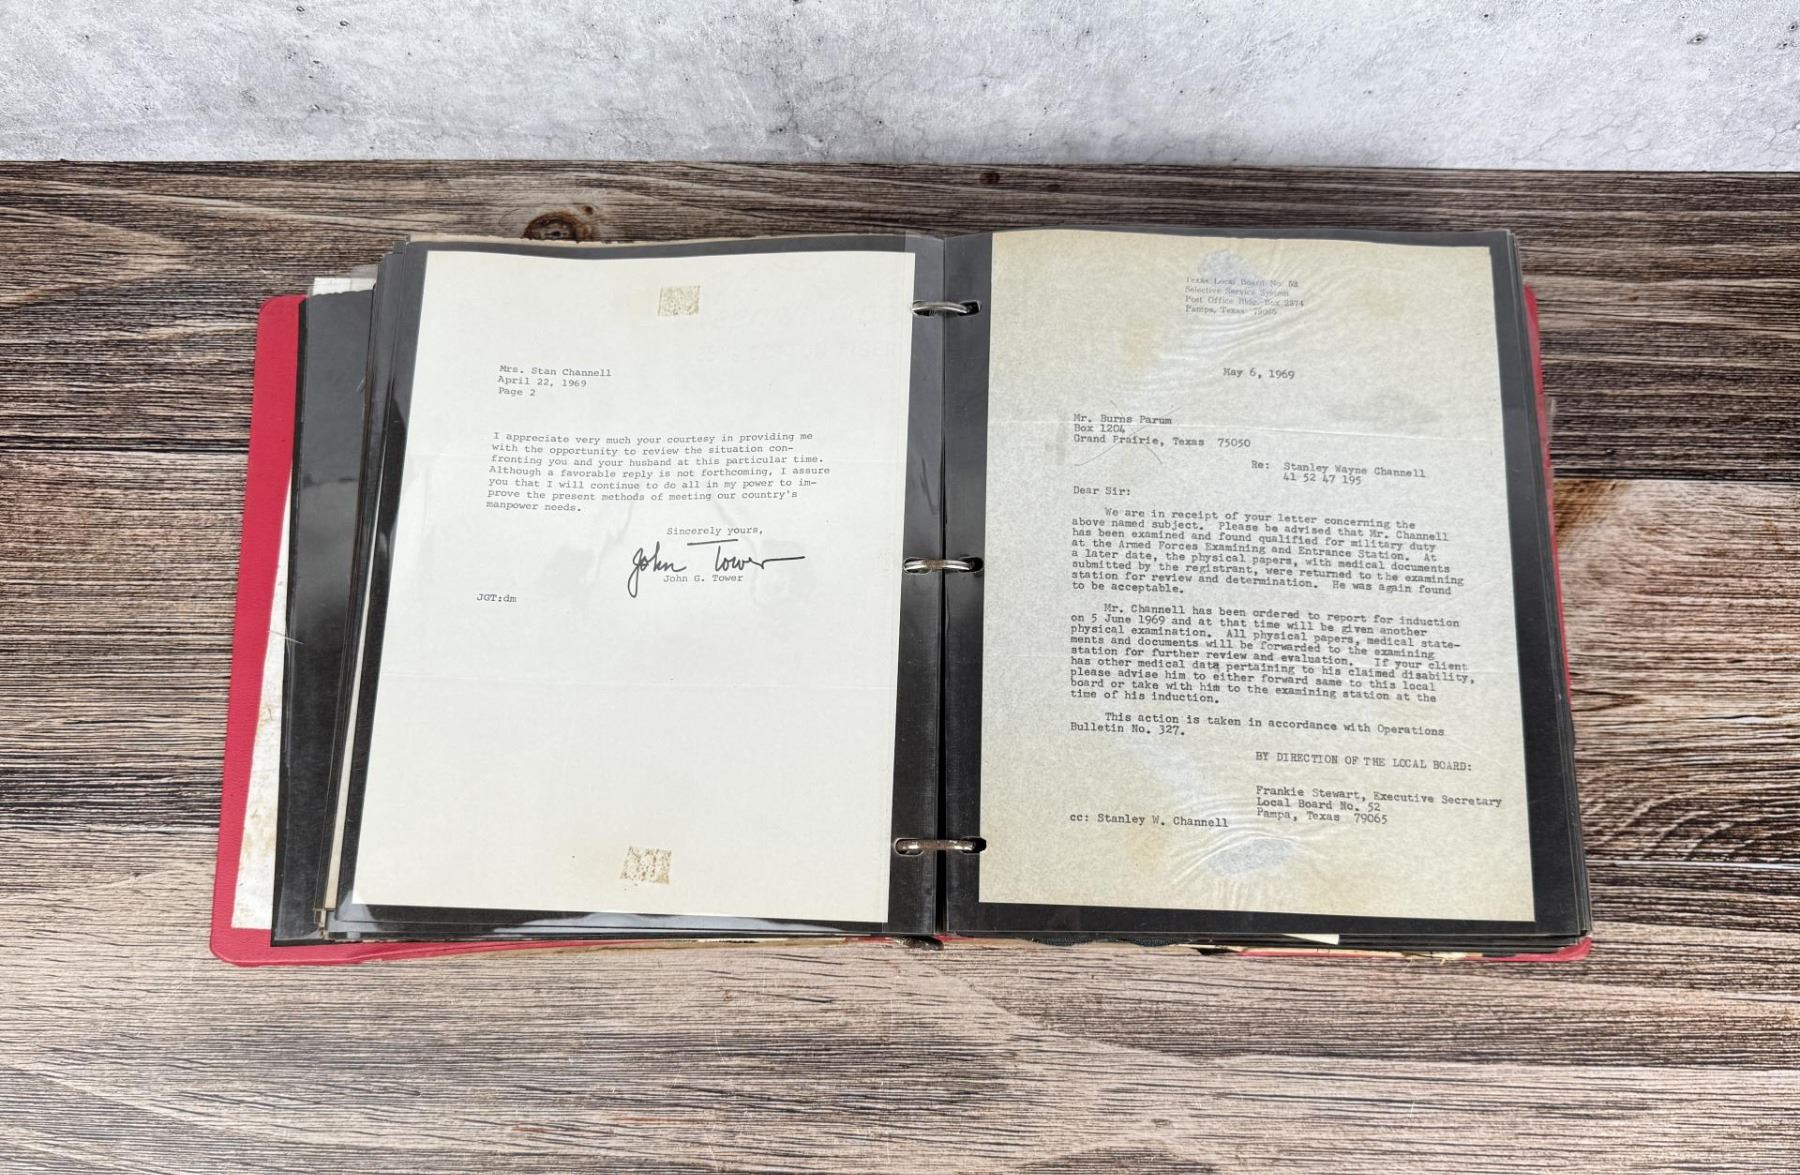 Mrs. Stan Channell
April 22, 1969
Page 2
I appreciate very much your courtesy in providing me
with the opportunity to review the situation con-
fronting you and your husband at this particular time.
Although a favorable reply is not forthcoming, I assure
you that I will continue to do all in my power to im-
prove the present methods of meeting our country's
manpower needs.
Sincerely yours,
John Tower
John G. Tower
JGT:dm
Texas Local Board No. 52
Selective Service System
Post Office Bldg. Box 2374
Pampa, Texas 79065
May 6, 1969
Mr. Burns Parum
Box 1204
Grand Prairie, Texas 75050
Re: Stanley Wayne Channell
41 52 47 195
Dear Sir:
We are in receipt of your letter concerning the
above named subject. Please be advised that Mr. Channell
has been examined and found qualified for military duty
at the Armed Forces Examining and Entrance Station. At
a later date, the physical papers, with medical documents
submitted by the registrant, were returned to the examining
station for review and determination. He was again found
to be acceptable.
Mr. Channell has been ordered to report for induction
on 5 June 1969 and at that time will be given another
physical examination. All physical papers, medical state-
ments and documents will be forwarded to the examining
station for further review and evaluation. If your client
has other medical data pertaining to his claimed disability,
please advise him to either forward same to this local
board or take with him to the examining station at the
time of his induction.
This action is taken in accordance with Operations
Bulletin No. 327.
BY DIRECTION OF THE LOCAL BOARD:
Frankie Stewart, Executive Secretary
Local Board No. 52
Pampa, Texas 79065
cc: Stanley W. Channell